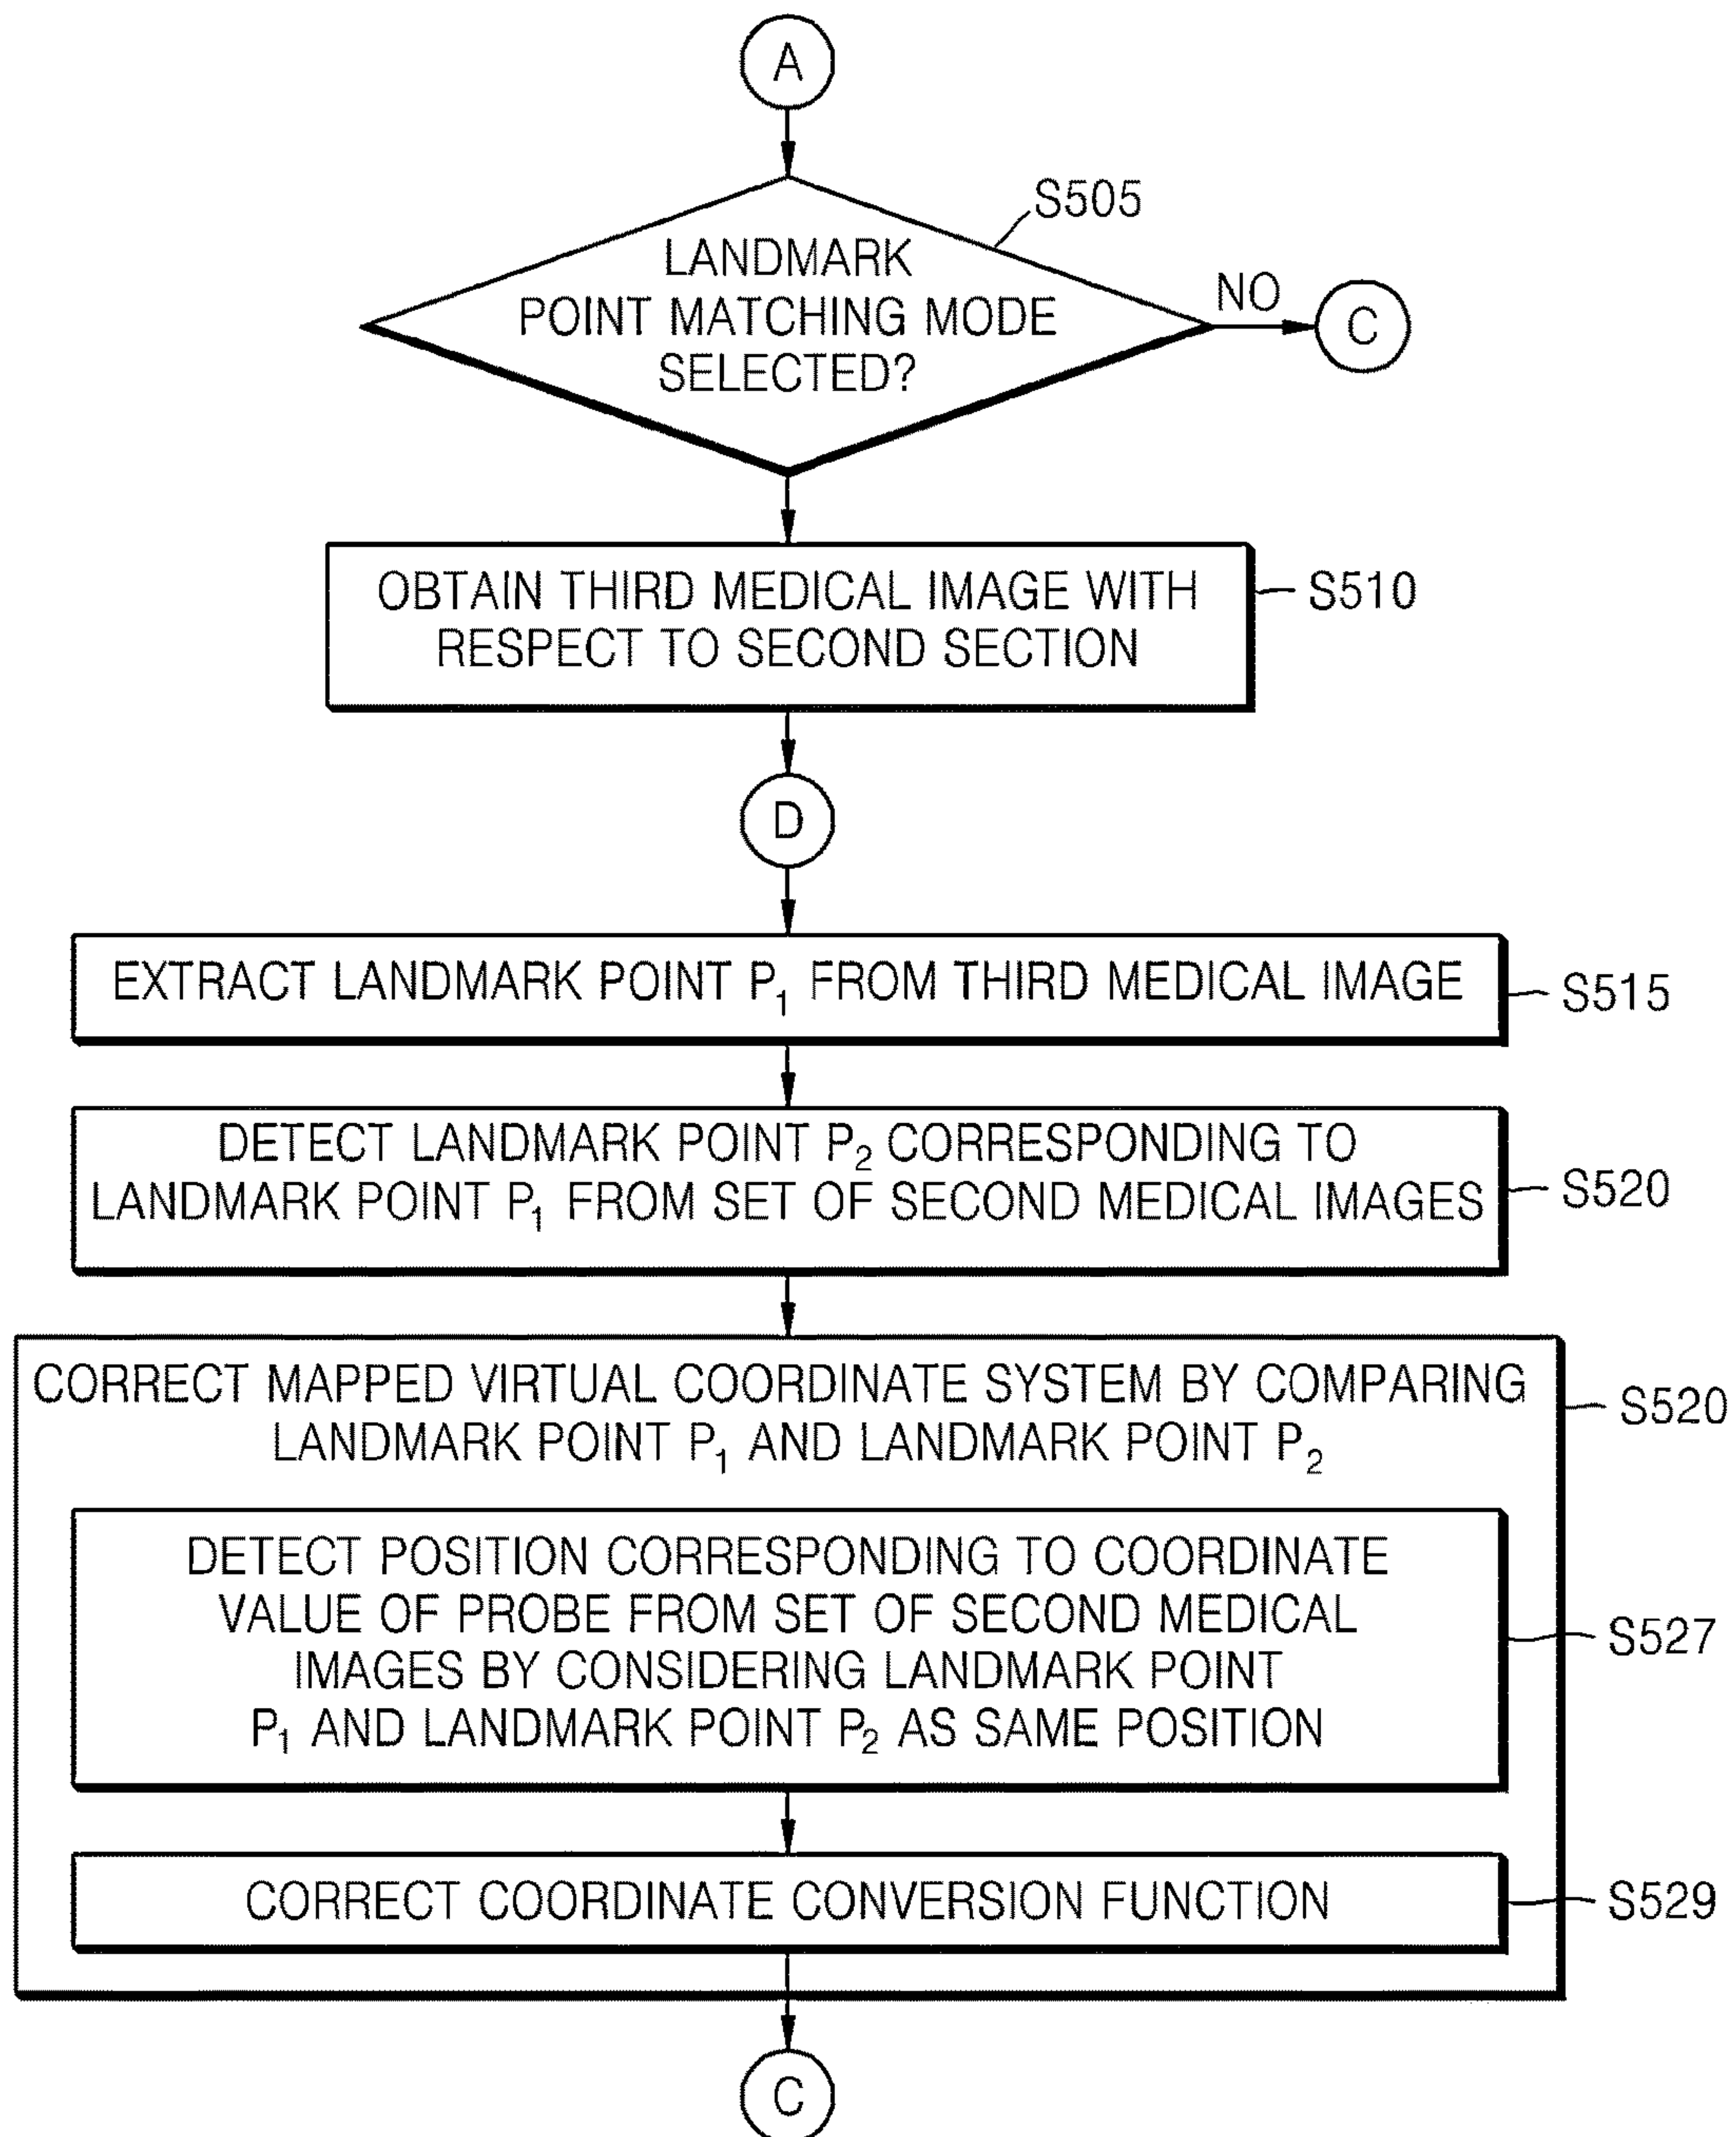 A
S505
LANDMARK
POINT MATCHING MODE
SELECTED?
NO
C
OBTAIN THIRD MEDICAL IMAGE WITH
RESPECT TO SECOND SECTION
S510
D
EXTRACT LANDMARK POINT P₁ FROM THIRD MEDICAL IMAGE
S515
DETECT LANDMARK POINT P₂ CORRESPONDING TO
LANDMARK POINT P₁ FROM SET OF SECOND MEDICAL IMAGES
S520
CORRECT MAPPED VIRTUAL COORDINATE SYSTEM BY COMPARING
LANDMARK POINT P₁ AND LANDMARK POINT P₂
S520
DETECT POSITION CORRESPONDING TO COORDINATE
VALUE OF PROBE FROM SET OF SECOND MEDICAL
IMAGES BY CONSIDERING LANDMARK POINT
P₁ AND LANDMARK POINT P₂ AS SAME POSITION
S527
CORRECT COORDINATE CONVERSION FUNCTION
S529
C